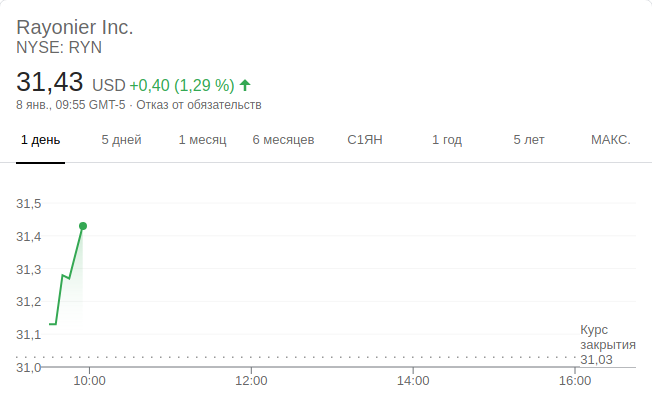 Rayonier Inc.
NYSE: RYN
31,43 USD +0,40 (1,29 %)
8 янв., 09:55 GMT-5 · Отказ от обязательств
1 день 5 дней 1 месяц 6 месяцев С1ЯН 1 год 5 лет МАКС.
31,5
31,4
31,3
31,2
31,1
31,0
Курс
закрытия
31,03
10:00 12:00 14:00 16:00